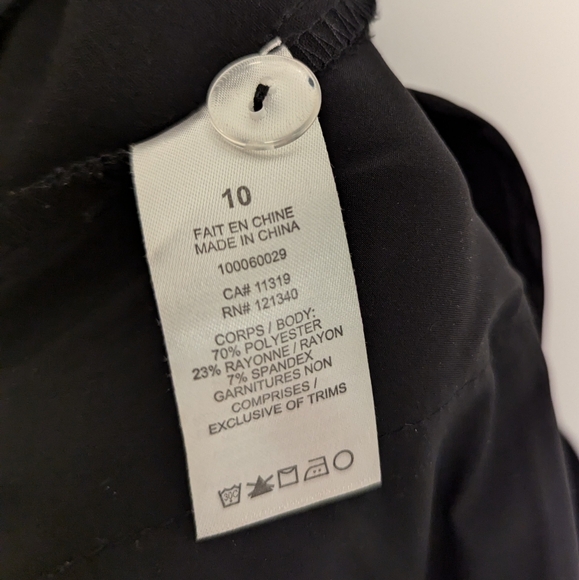 10
FAIT EN CHINE
MADE IN CHINA
100060029
CA# 11319
RN# 121340
CORPS / BODY:
70% POLYESTER
23% RAYONNE / RAYON
7% SPANDEX
GARNITURES NON
COMPRISES /
EXCLUSIVE OF TRIMS
30C